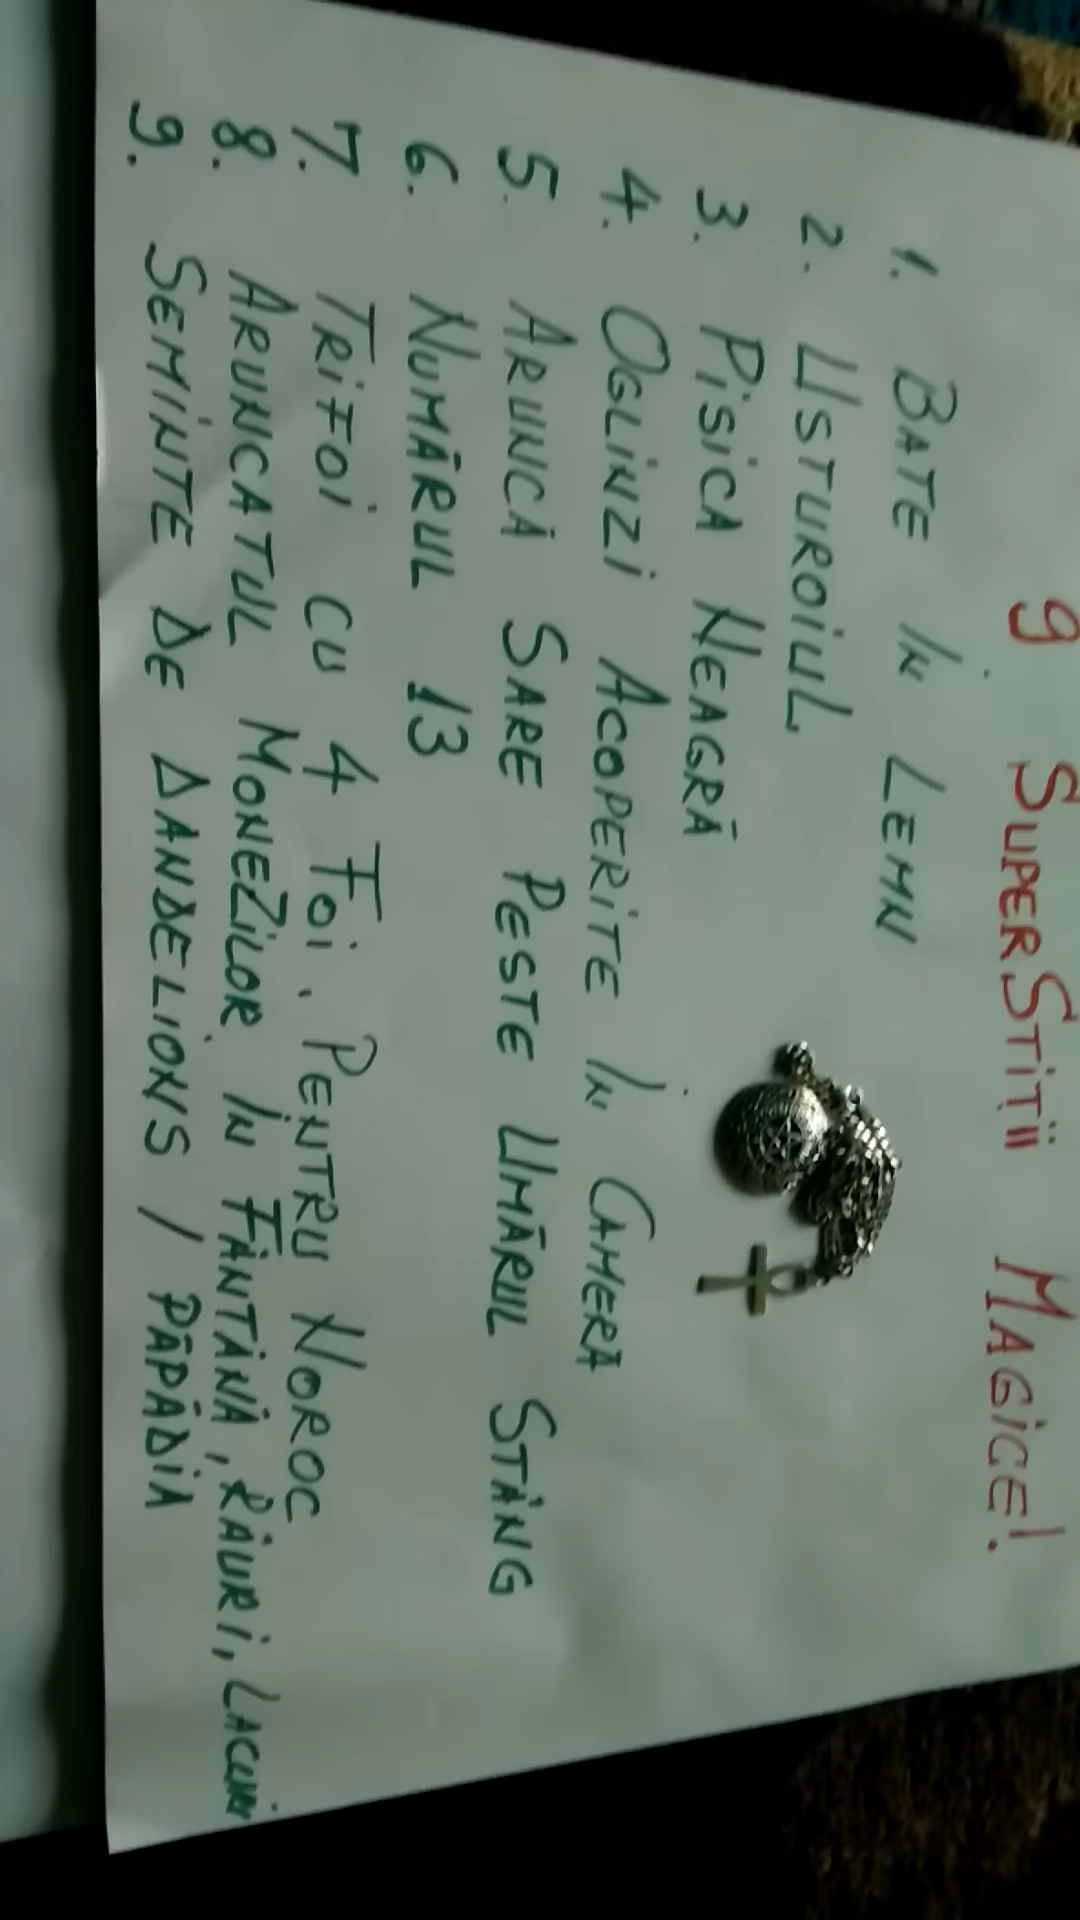 9 SUPERSTIȚII MAGICE!
1. BATE ÎN LEMN
2. USTUROIUL
3. PISICA NEAGRĂ
4. OGLINZI ACOPERITE ÎN CAMERA
5. ARUNCĂ SARE PESTE UMĂRUL STÂNG
6. NUMĂRUL 13
7. TRIFOI CU 4 FOI. PENTRU NOROC
8. ARUNCATUL MONEZILOR ÎN FÂNTÂNĂ, RÂURI, LACURI
9. SEMINTE DE DANDELIONS / PĂPĂDIA